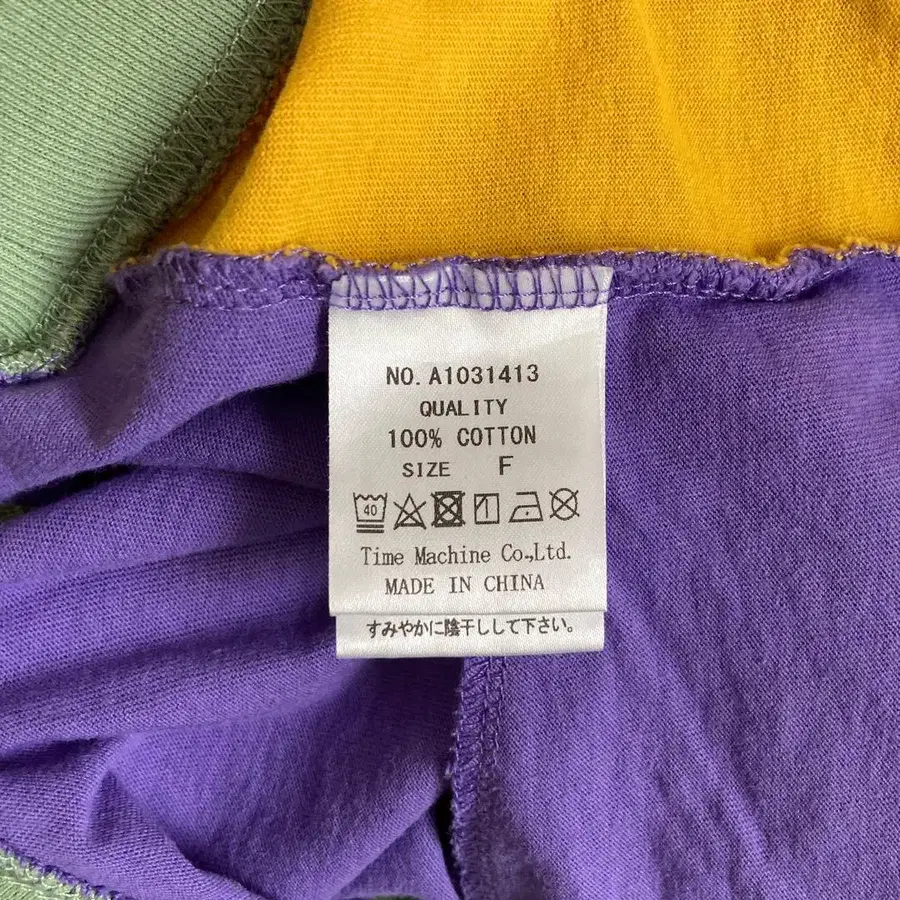 NO. A1031413
QUALITY
100% COTTON
SIZE F
40
Time Machine Co.,Ltd.
MADE IN CHINA
すみやかに陰干しして下さい。